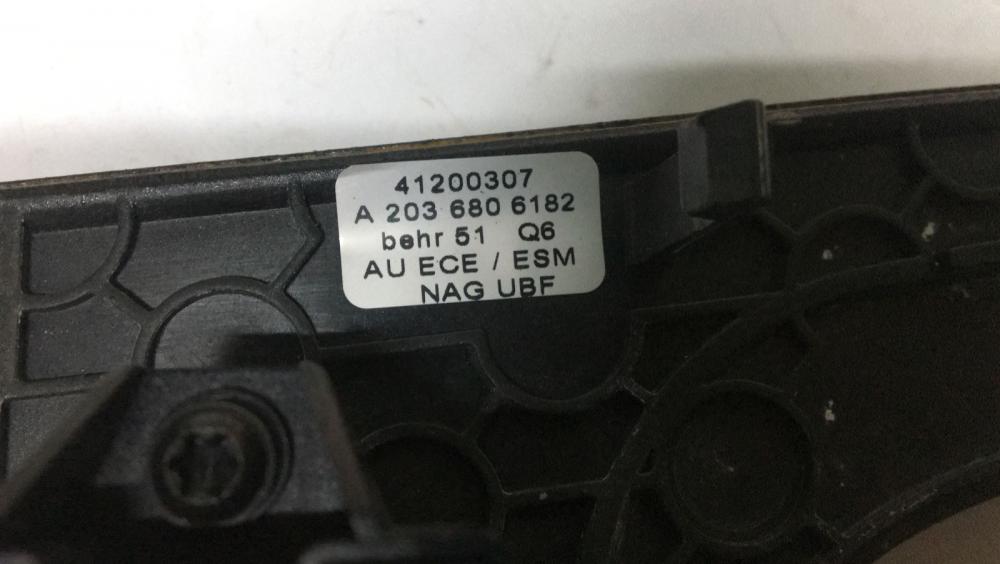 41200307
A 203 680 6182
behr 51 Q6
AU ECE / ESM
NAG UBF